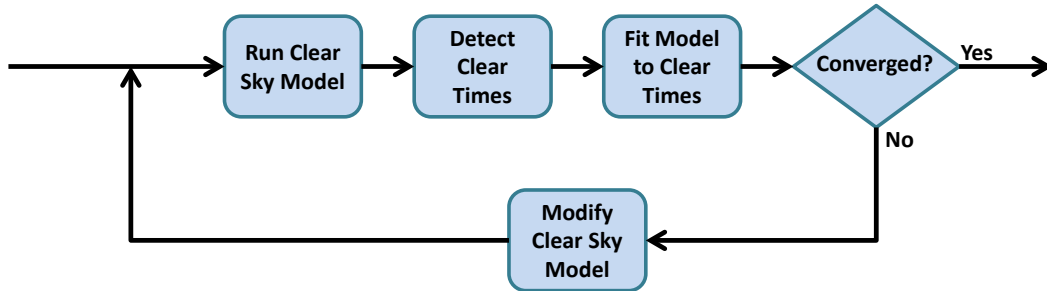 Run Clear
Sky Model
Detect
Clear
Times
Fit Model
to Clear
Times
Converged?
Yes
No
Modify
Clear Sky
Model